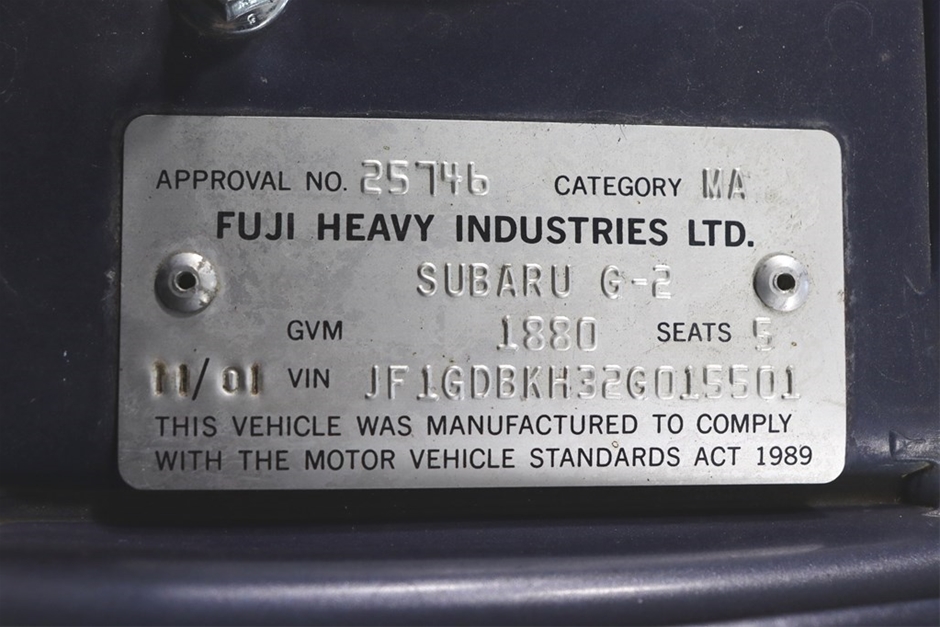 APPROVAL NO. 25746 CATEGORY MA
FUJI HEAVY INDUSTRIES LTD.
SUBARU G-2
GVM 1880 SEATS 5
11/01 VIN JF1GDBKH32G015501
THIS VEHICLE WAS MANUFACTURED TO COMPLY
WITH THE MOTOR VEHICLE STANDARDS ACT 1989